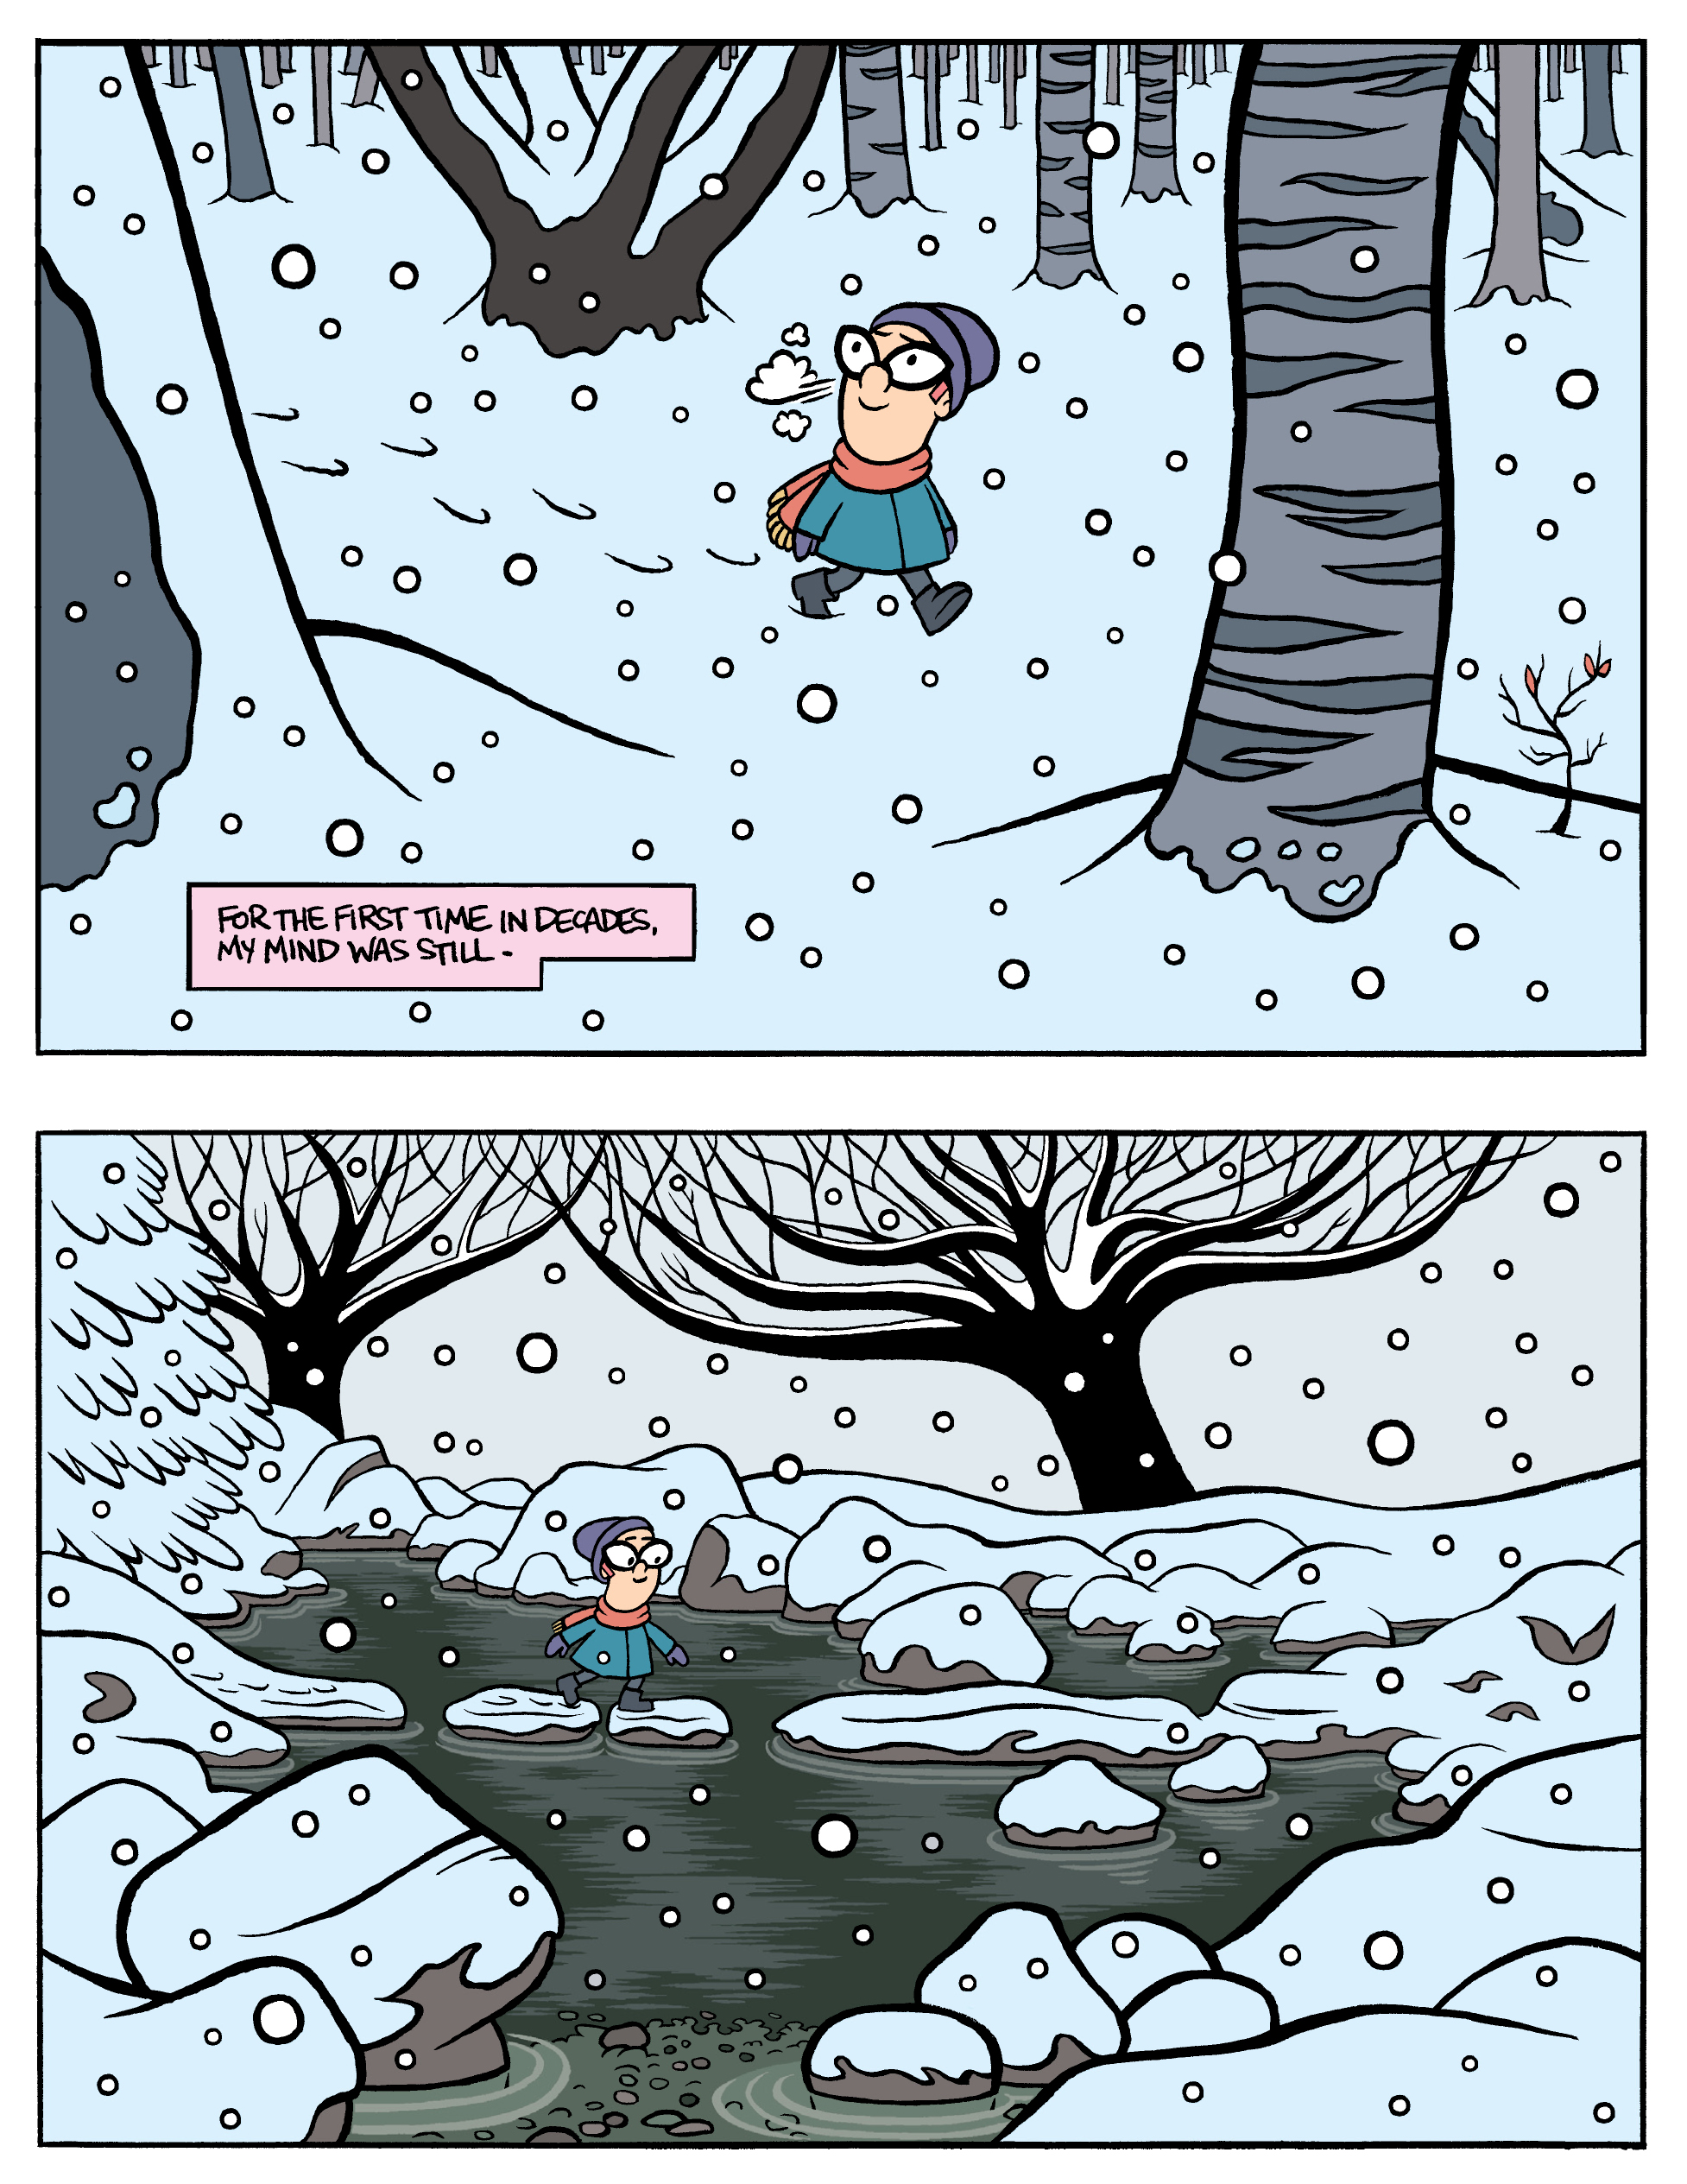 FOR THE FIRST TIME IN DECADES,
MY MIND WAS STILL -